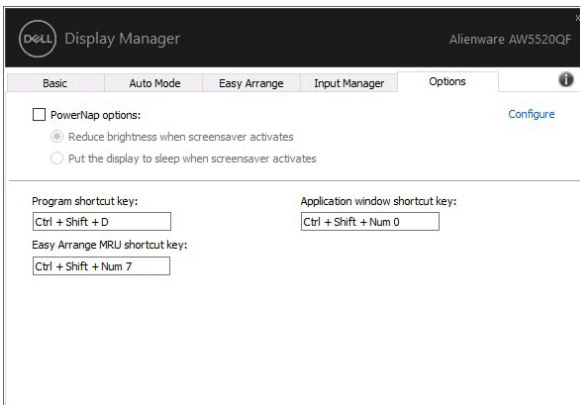 DELL Display Manager
Alienware AW5520QF
Basic
Auto Mode
Easy Arrange
Input Manager
Options
PowerNap options:
Configure
Reduce brightness when screensaver activates
Put the display to sleep when screensaver activates
Program shortcut key:
Application window shortcut key:
Ctrl + Shift + D
Ctrl + Shift + Num 0
Easy Arrange MRU shortcut key:
Ctrl + Shift + Num 7